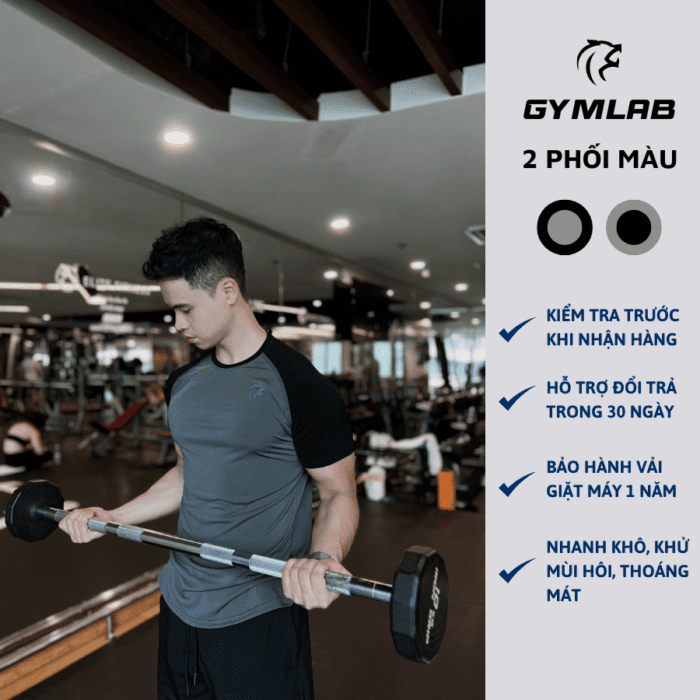 GYMLAB
2 PHỐI MÀU
KIỂM TRA TRƯỚC
KHI NHẬN HÀNG
HỖ TRỢ ĐỔI TRẢ
TRONG 30 NGÀY
BẢO HÀNH VẢI
GIẶT MÁY 1 NĂM
NHANH KHÔ, KHỬ
MÙI HÔI, THOÁNG
MÁT